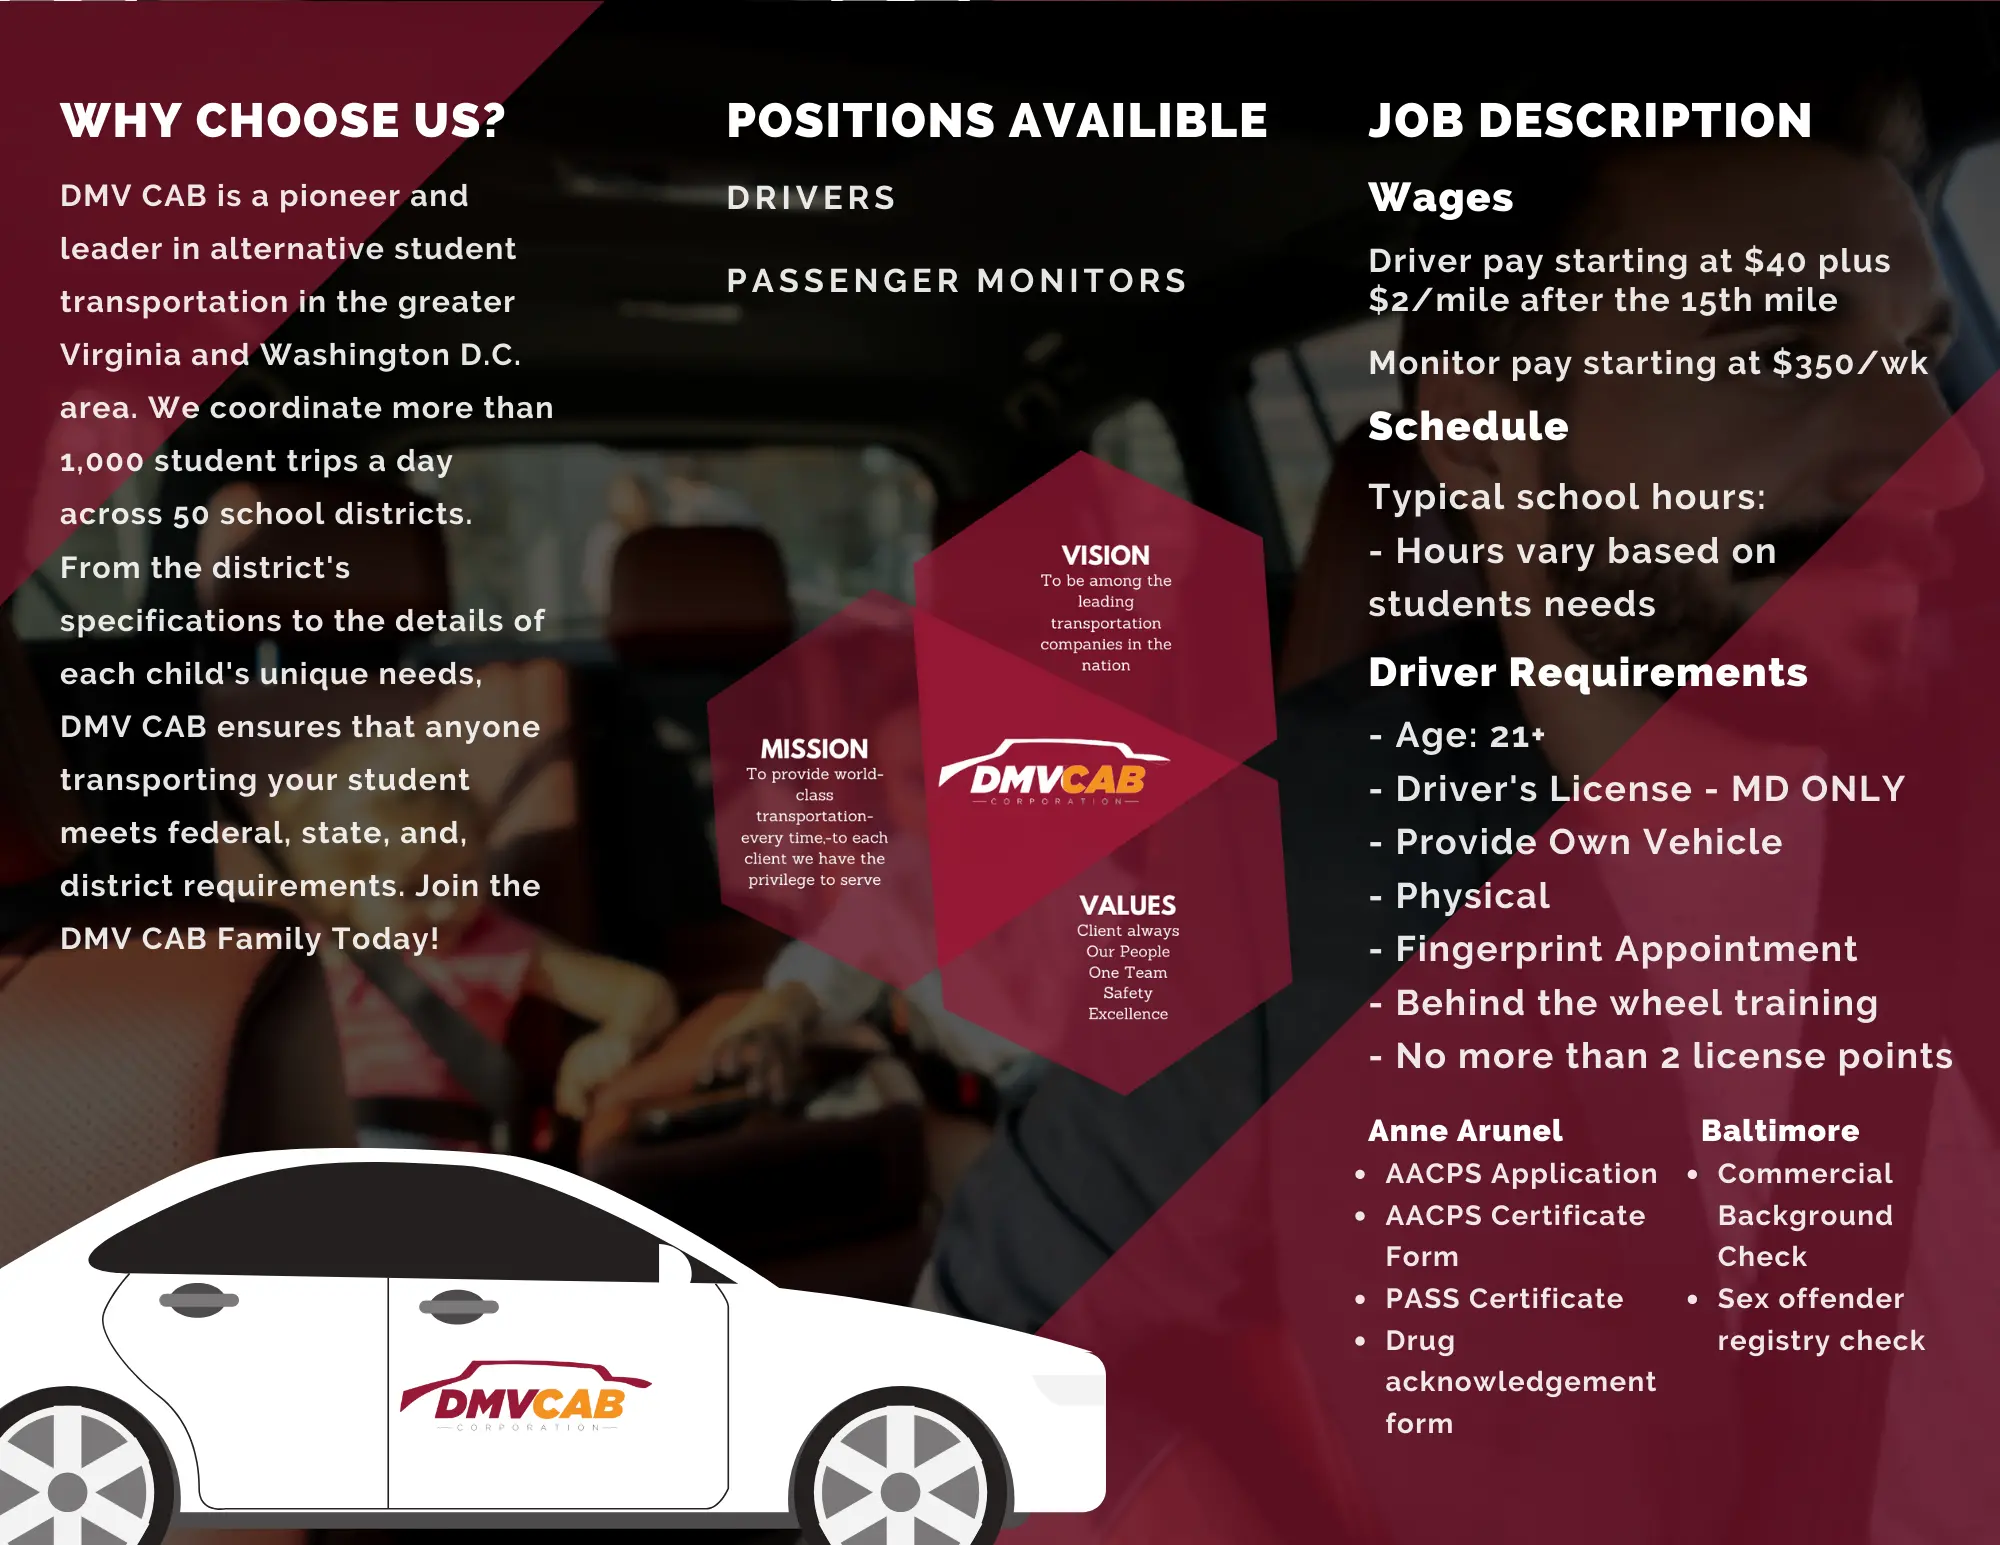 WHY CHOOSE US?
DMV CAB is a pioneer and
leader in alternative student
transportation in the greater
Virginia and Washington D.C.
area. We coordinate more than
1,000 student trips a day
across 50 school districts.
From the district's
specifications to the details of
each child's unique needs,
DMV CAB ensures that anyone
transporting your student
meets federal, state, and,
district requirements. Join the
DMV CAB Family Today!
DMVCAB
CORPORATION
POSITIONS AVAILIBLE
DRIVERS
PASSENGER MONITORS
VISION
To be among the
leading
transportation
companies in the
nation
MISSION
To provide world-
class
transportation-
every time,-to each
client we have the
privilege to serve
DMVCAB
CORPORATION
VALUES
Client always
Our People
One Team
Safety
Excellence
JOB DESCRIPTION
Wages
Driver pay starting at $40 plus
$2/mile after the 15th mile
Monitor pay starting at $350/wk
Schedule
Typical school hours:
- Hours vary based on
students needs
Driver Requirements
- Age: 21+
- Driver's License - MD ONLY
- Provide Own Vehicle
- Physical
- Fingerprint Appointment
- Behind the wheel training
- No more than 2 license points
Anne Arunel
• AACPS Application
• AACPS Certificate
Form
• PASS Certificate
• Drug
acknowledgement
form
Baltimore
• Commercial
Background
Check
• Sex offender
registry check